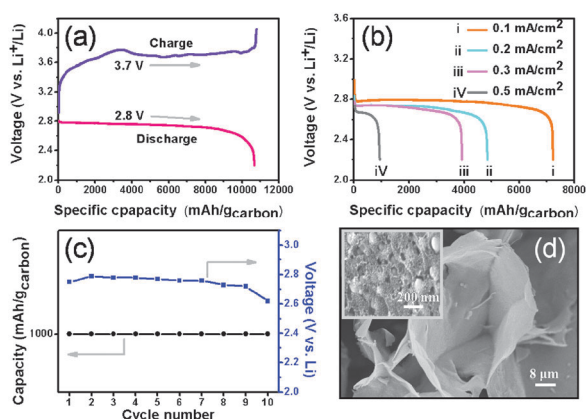 (a)
Charge
3.7 V
2.8 V
Discharge
Voltage (V vs. Li+/Li)
4.0
3.6
3.2
2.8
2.4
2.0
0 2000 4000 6000 8000 10000 12000
Specific cpapacity (mAh/gcarbon)
(b)
i 0.1 mA/cm2
ii 0.2 mA/cm2
iii 0.3 mA/cm2
iV 0.5 mA/cm2
Voltage (V vs. Li+/Li)
3.6
3.2
2.8
2.4
2.0
iV iii ii i
0 1000 2000 3000 4000 5000 6000 7000 8000
Specific cpapacity (mAh/gcarbon)
(c)
Capacity (mAh/gcarbon)
1000
3.0
2.8
2.6
2.4
2.2
2.0
Voltage (V vs. Li)
1 2 3 4 5 6 7 8 9 10
Cycle number
(d)
200 nm
8 μm